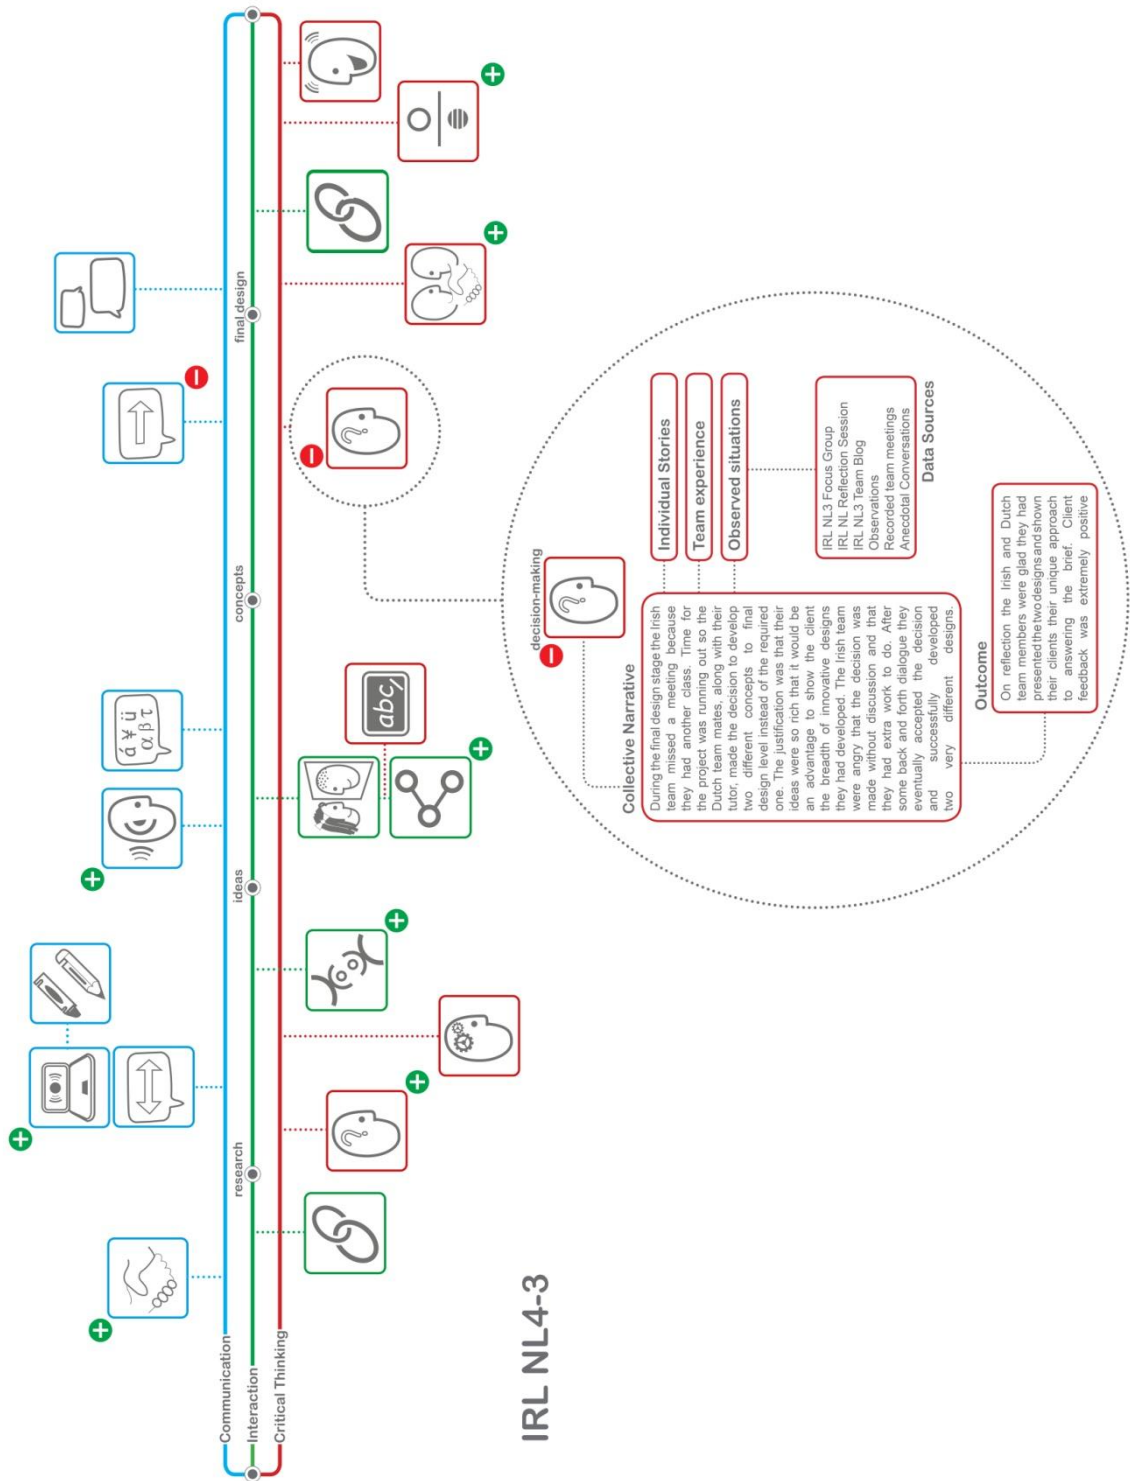 Communication
Interaction
Critical Thinking
research
ideas
concepts
final design
á ¥ ü
α β τ
abc,
IRL NL4-3
decision-making
Collective Narrative
During the final design stage the Irish
team missed a meeting because
they had another class. Time for
the project was running out so the
Dutch team mates, along with their
tutor, made the decision to develop
two different concepts to final
design level instead of the required
one. The justification was that their
ideas were so rich that it would be
an advantage to show the client
the breadth of innovative designs
they had developed. The Irish team
were angry that the decision was
made without discussion and that
they had extra work to do. After
some back and forth dialogue they
eventually accepted the decision
and successfully developed
two very different designs.
Individual Stories
Team experience
Observed situations
IRL NL3 Focus Group
IRL NL Reflection Session
IRL NL3 Team Blog
Observations
Recorded team meetings
Anecdotal Conversations
Data Sources
Outcome
On reflection the Irish and Dutch
team members were glad they had
presented the two designs and shown
their clients their unique approach
to answering the brief. Client
feedback was extremely positive